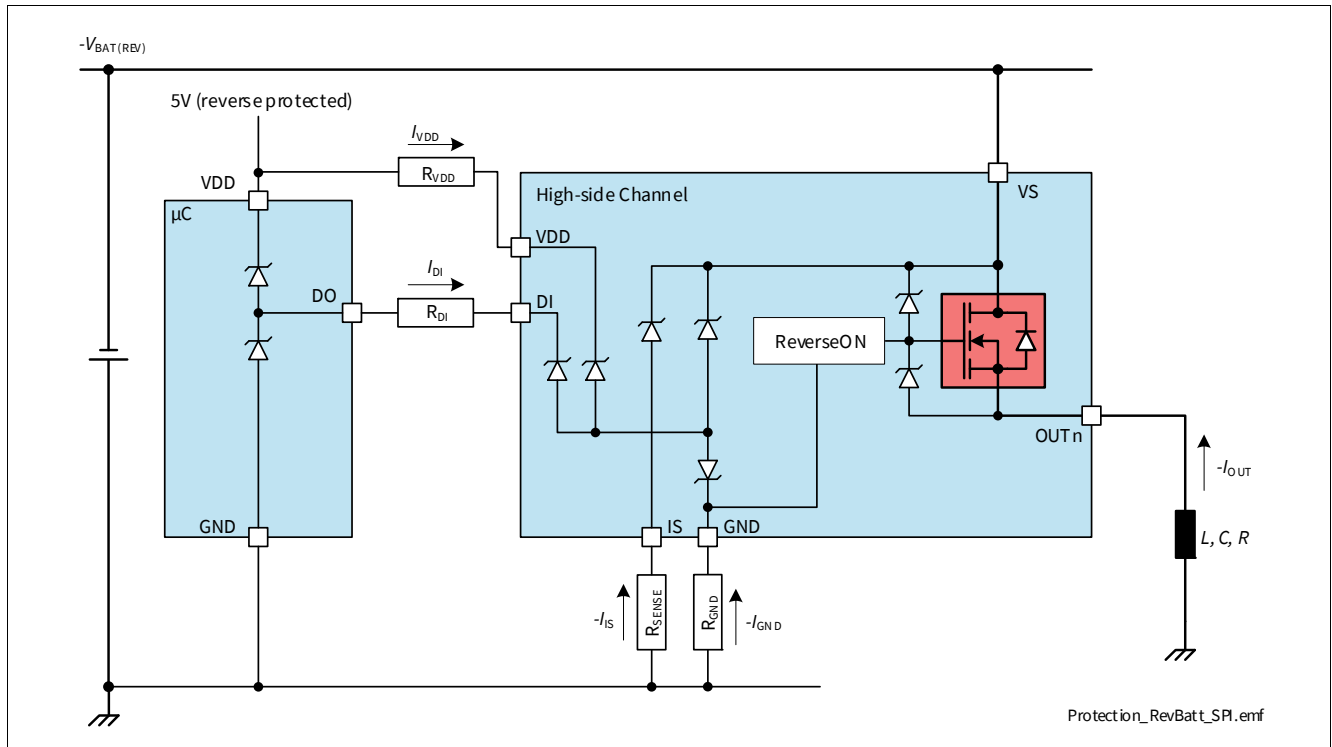 -VBAT(REV)
5V (reverse protected)
IVDD
RVDD
VDD
µC
High-side Channel
VS
VDD
IDI
DO
RDI
DI
ReverseON
OUTn
-IOUT
GND
IS
GND
L, C, R
-IIS
RSENSE
RGND
-IGND
Protection_RevBatt_SPI.emf